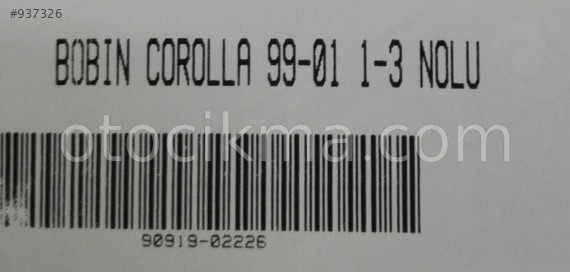 #937326
BOBIN COROLLA 99-01 1-3 NOLU
otocikma.com
90919-02226